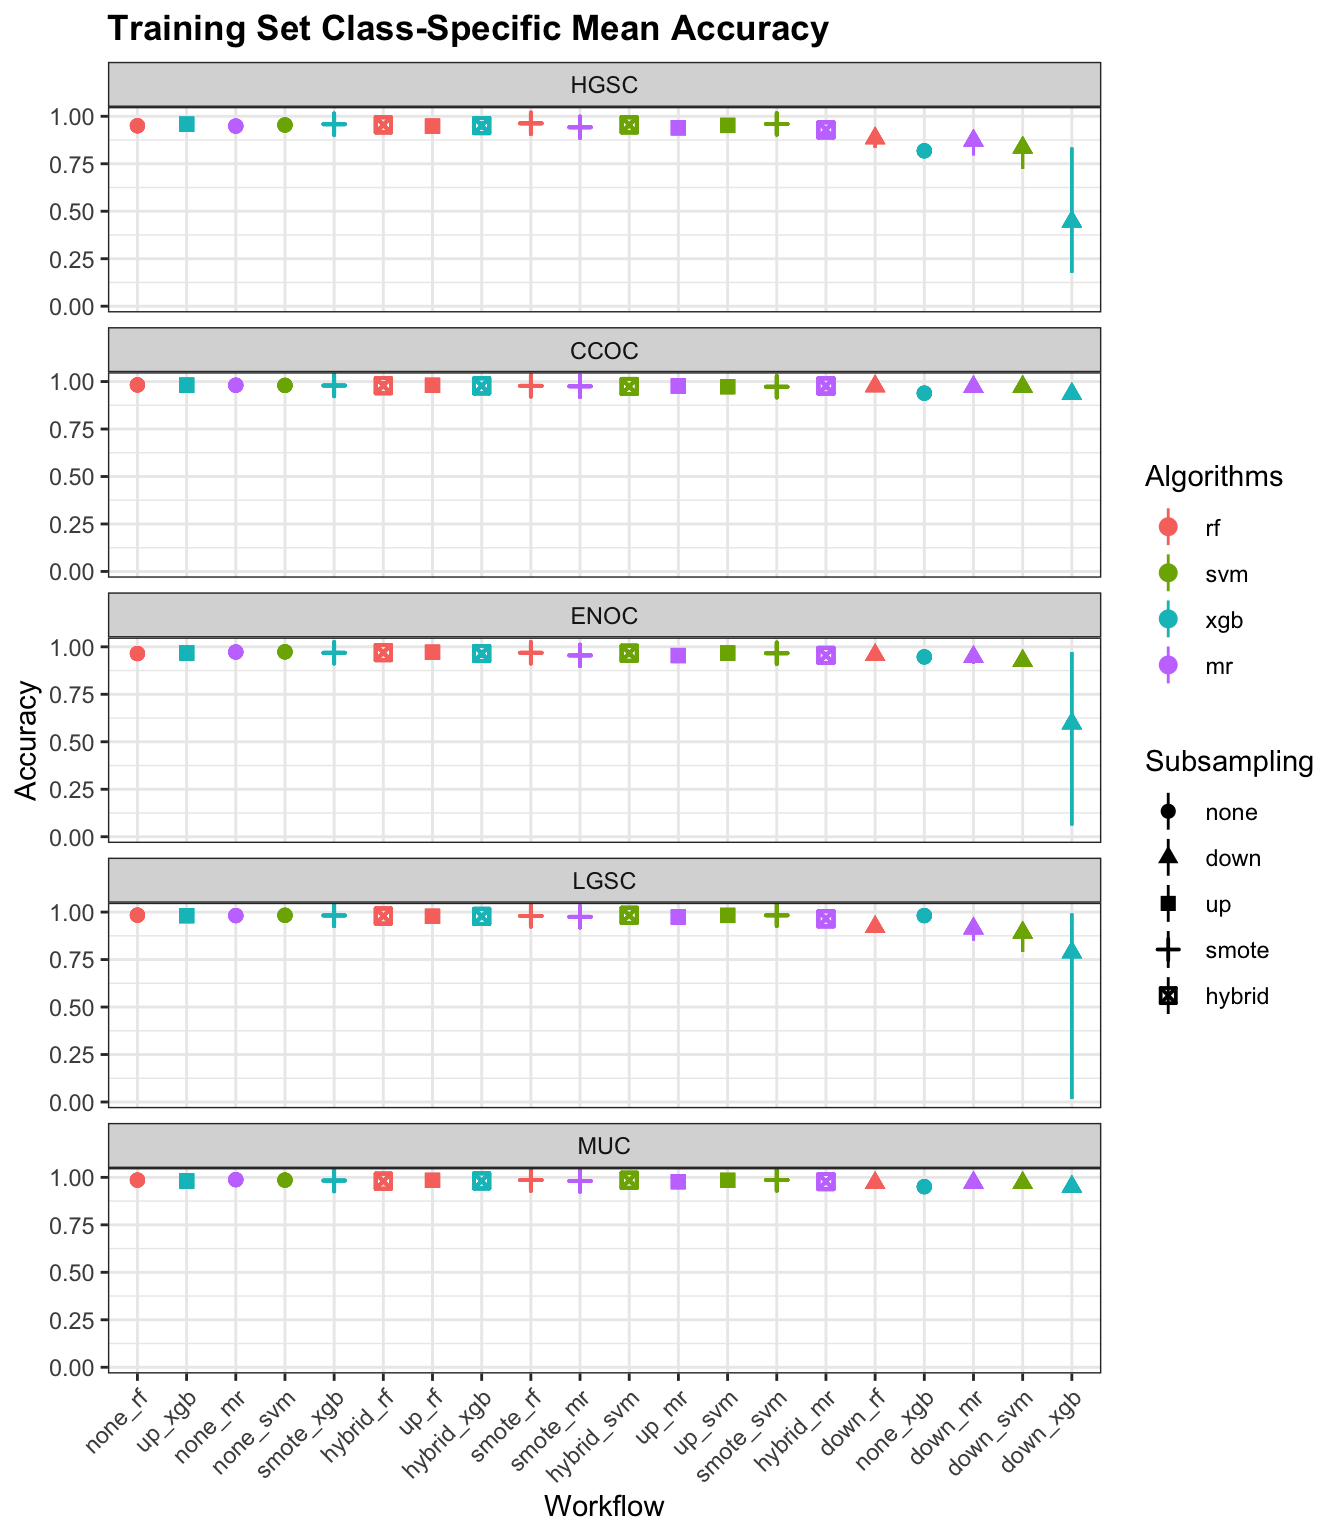 Training Set Class-Specific Mean Accuracy
HGSC
1.00
0.75
0.50
0.25
0.00
CCOC
1.00
0.75
0.50
0.25
0.00
ENOC
1.00
0.75
0.50
0.25
0.00
LGSC
1.00
0.75
0.50
0.25
0.00
MUC
1.00
0.75
0.50
0.25
0.00
Accuracy
none_rf
up_xgb
none_mr
none_svm
smote_xgb
hybrid_rf
up_rf
hybrid_xgb
smote_rf
smote_mr
hybrid_svm
up_mr
up_svm
smote_svm
hybrid_mr
down_rf
none_xgb
down_mr
down_svm
down_xgb
Workflow
Algorithms
rf
svm
xgb
mr
Subsampling
none
down
up
smote
hybrid